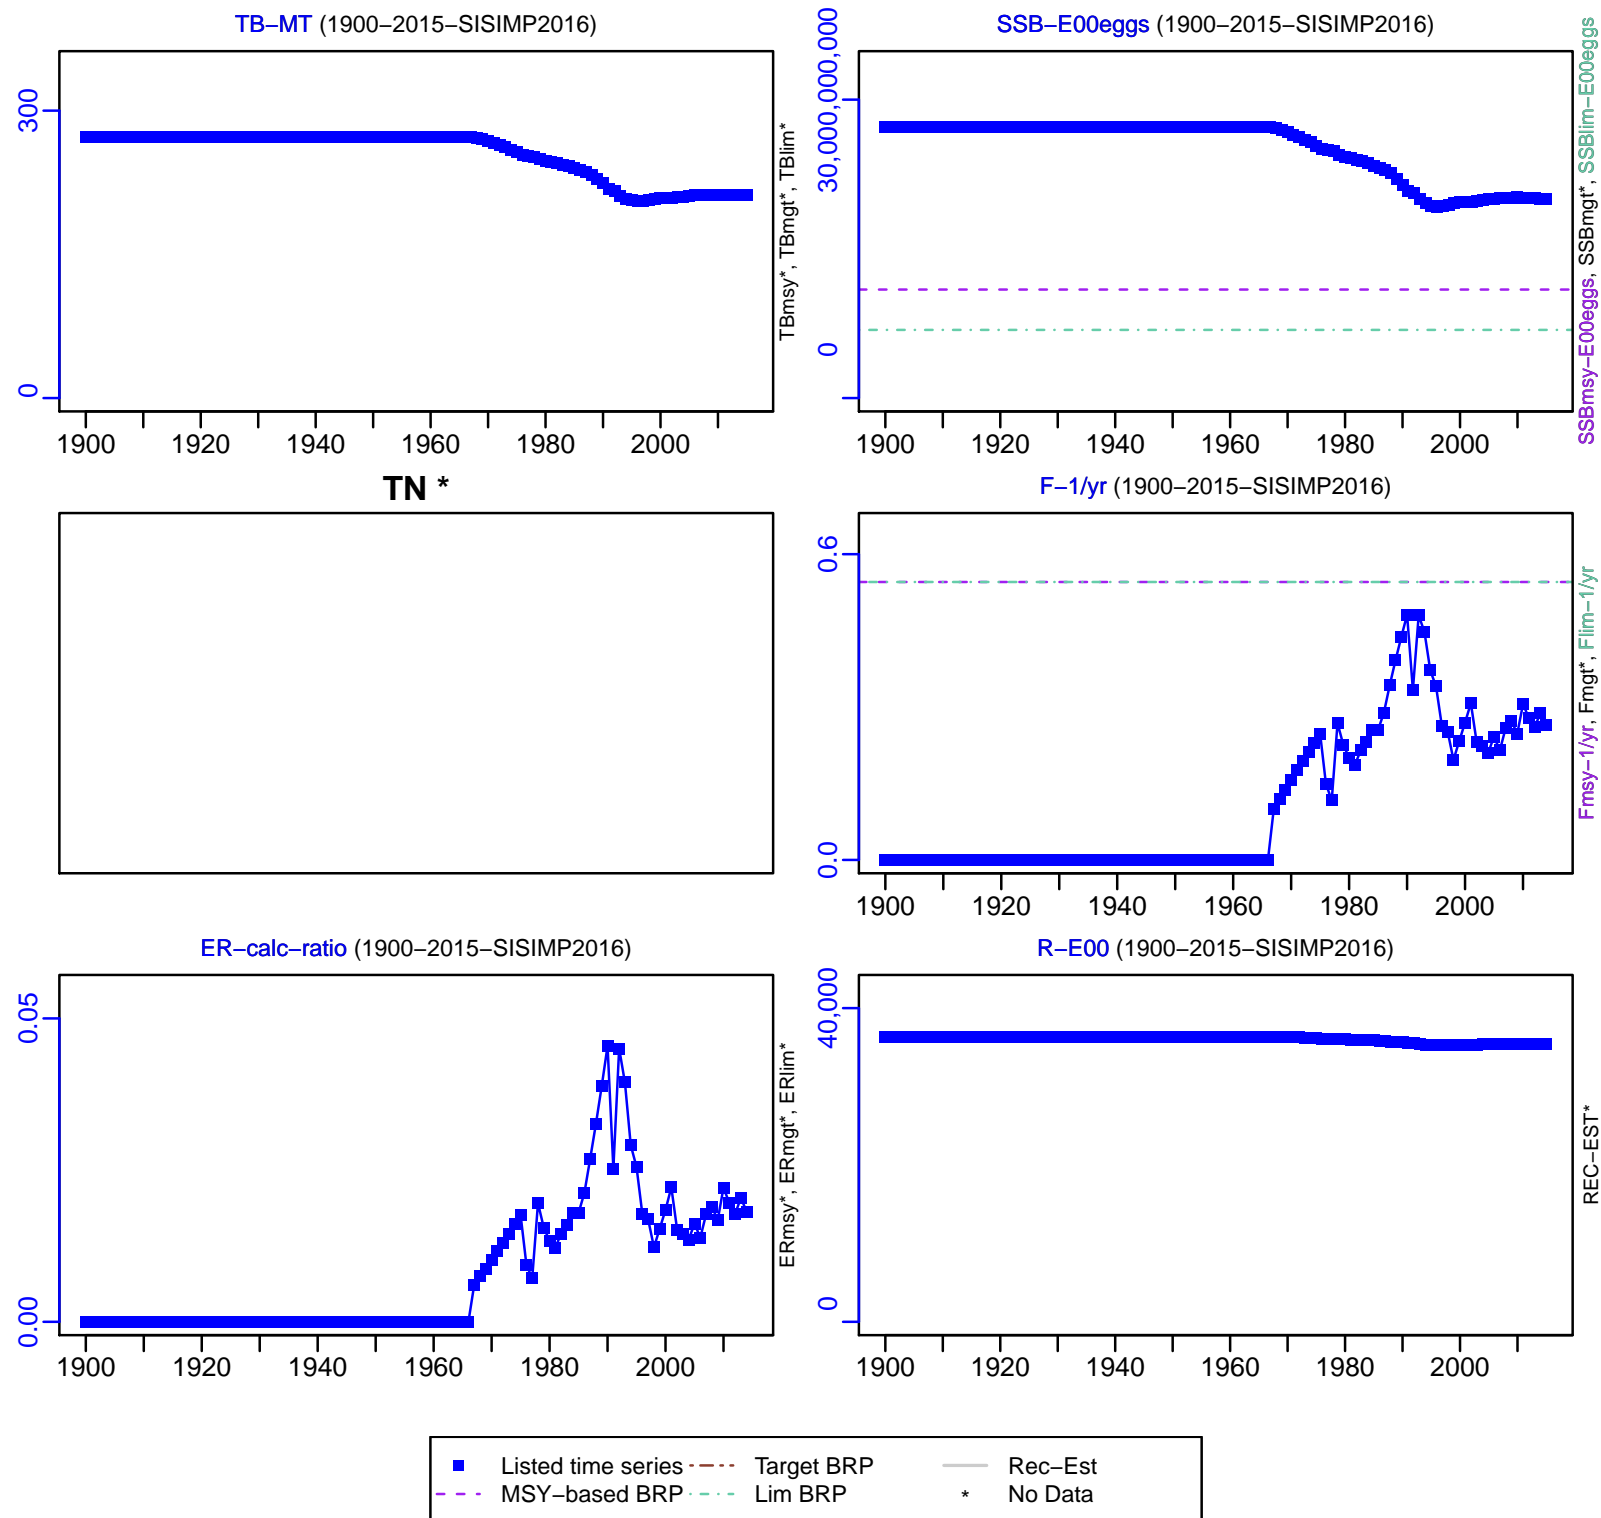 TB−MT (1900−2015−SISIMP2016)
300
0
TBmsy*, TBmgt*, TBlim*
1900 1920 1940 1960 1980 2000
SSB−E00eggs (1900−2015−SISIMP2016)
30,000,000
0
SSBmsy−E00eggs, SSBmgt*, SSBlim−E00eggs
1900 1920 1940 1960 1980 2000
TN *
F−1/yr (1900−2015−SISIMP2016)
0.6
0.0
Fmsy−1/yr, Fmgt*, Flim−1/yr
1900 1920 1940 1960 1980 2000
ER−calc−ratio (1900−2015−SISIMP2016)
0.05
0.00
ERmsy*, ERmgt*, ERlim*
1900 1920 1940 1960 1980 2000
R−E00 (1900−2015−SISIMP2016)
40,000
0
REC−EST*
1900 1920 1940 1960 1980 2000
Listed time series Target BRP Rec−Est
MSY−based BRP Lim BRP * No Data